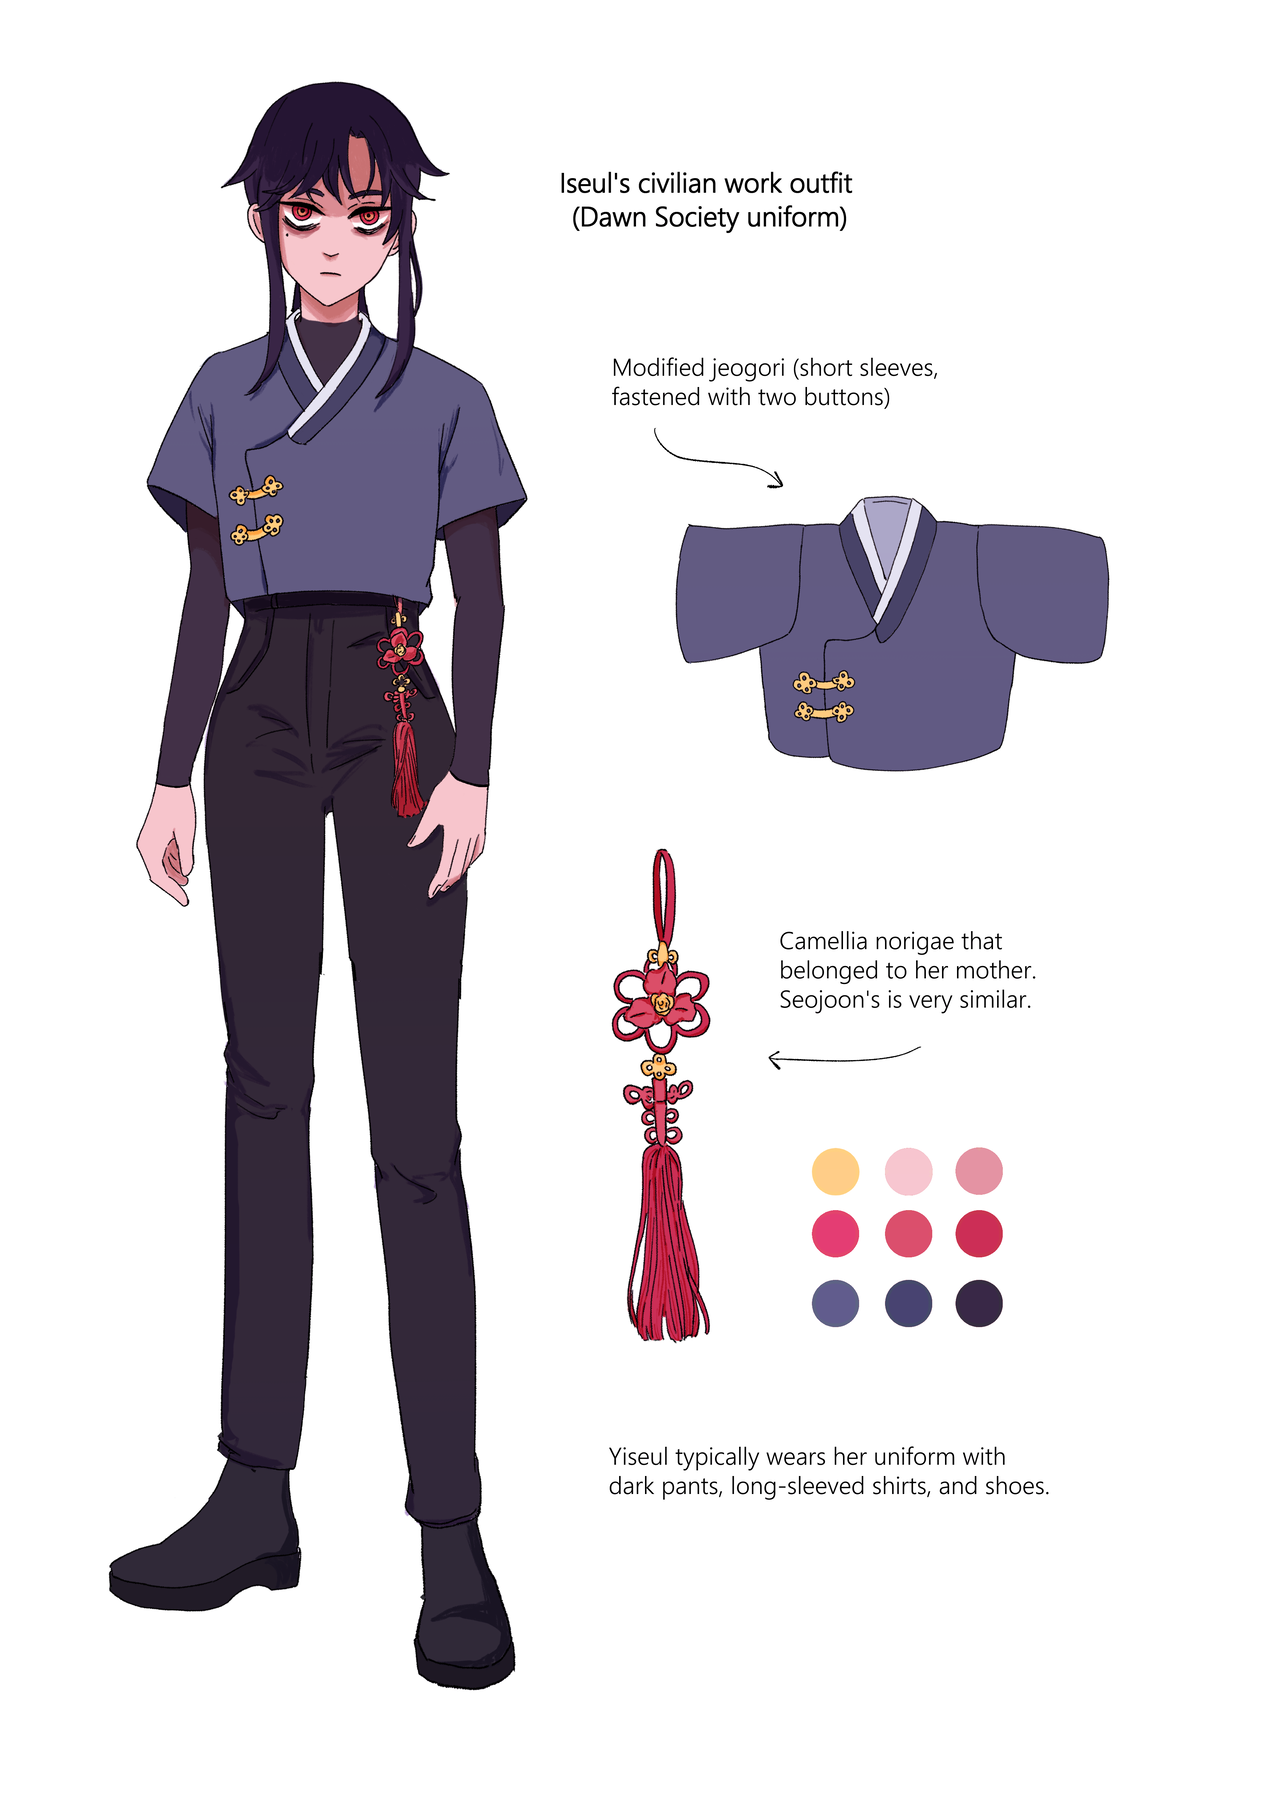 Iseul's civilian work outfit
(Dawn Society uniform)
Modified jeogori (short sleeves,
fastened with two buttons)
Camellia norigae that
belonged to her mother.
Seojoon's is very similar.
Yiseul typically wears her uniform with
dark pants, long-sleeved shirts, and shoes.